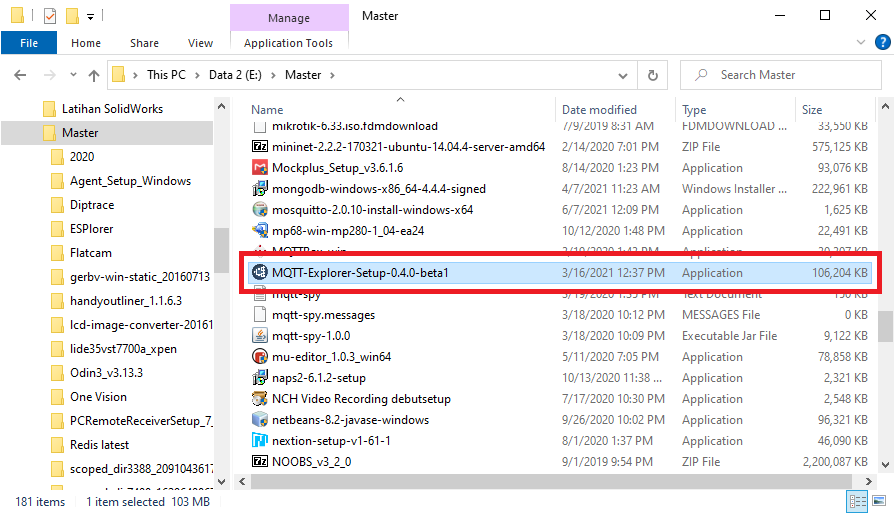 Manage
Master
File
Home
Share
View
Application Tools
This PC > Data 2 (E:) > Master >
Search Master
Latihan SolidWorks
Master
2020
Agent_Setup_Windows
Diptrace
ESPlorer
Flatcam
gerbv-win-static_20160713
handyoutliner_1.1.6.3
lcd-image-converter-20161
lide35vst7700a_xpen
Odin3_v3.13.3
One Vision
PCRemoteReceiverSetup_7_
Redis latest
scoped_dir3388_2091043617
Name Date modified Type Size
mikrotik-6.33.iso.fdmdownload 7/9/2019 8:31 AM FDMDOWNLOAD ... 33,550 KB
mininet-2.2.2-170321-ubuntu-14.04.4-server-amd64 2/14/2020 7:01 PM ZIP File 575,125 KB
Mockplus_Setup_v3.6.1.6 8/14/2020 1:23 PM Application 93,076 KB
mongodb-windows-x86_64-4.4.4-signed 4/7/2021 11:23 AM Windows Installer ... 222,961 KB
mosquitto-2.0.10-install-windows-x64 6/7/2021 12:09 PM Application 1,625 KB
mp68-win-mp280-1_04-ea24 10/12/2020 1:48 PM Application 22,491 KB
MQTTBox-win Application
MQTT-Explorer-Setup-0.4.0-beta1 3/16/2021 12:37 PM Application 106,204 KB
mqtt-spy Text Document
mqtt-spy.messages 3/18/2020 10:12 PM MESSAGES File 0 KB
mqtt-spy-1.0.0 3/18/2020 10:09 PM Executable Jar File 9,122 KB
mu-editor_1.0.3_win64 5/11/2020 7:05 PM Application 78,858 KB
naps2-6.1.2-setup 10/13/2020 11:38 ... Application 2,321 KB
NCH Video Recording debutsetup 7/17/2020 10:30 PM Application 2,548 KB
netbeans-8.2-javase-windows 9/26/2020 10:02 PM Application 96,321 KB
nextion-setup-v1-61-1 8/1/2020 1:37 PM Application 46,090 KB
NOOBS_v3_2_0 9/1/2019 9:54 PM ZIP File 2,200,087 KB
181 items 1 item selected 103 MB